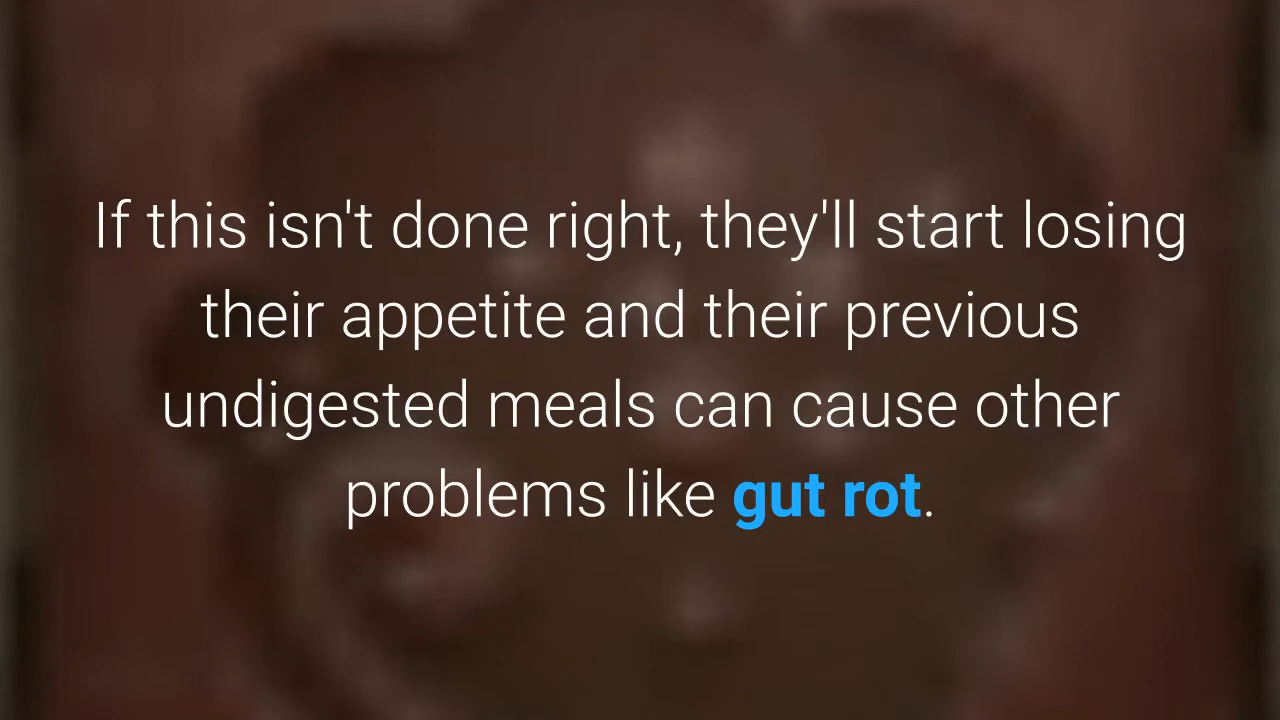 If this isn't done right, they'll start losing
their appetite and their previous
undigested meals can cause other
problems like gut rot.